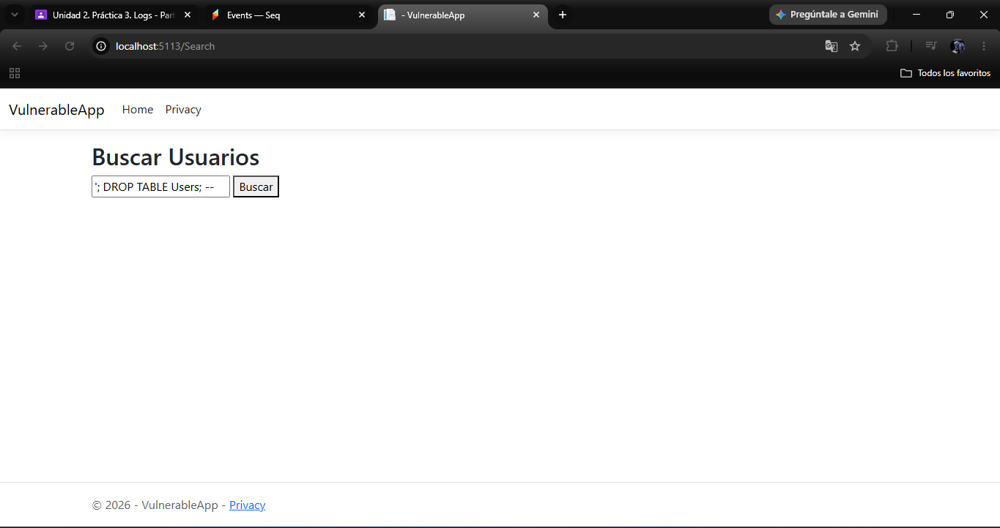 Unidad 2. Práctica 3. Logs - Part
Events — Seq
- VulnerableApp
Pregúntale a Gemini
localhost:5113/Search
Todos los favoritos
VulnerableApp
Home
Privacy
Buscar Usuarios
'; DROP TABLE Users; --
Buscar
© 2026 - VulnerableApp - Privacy